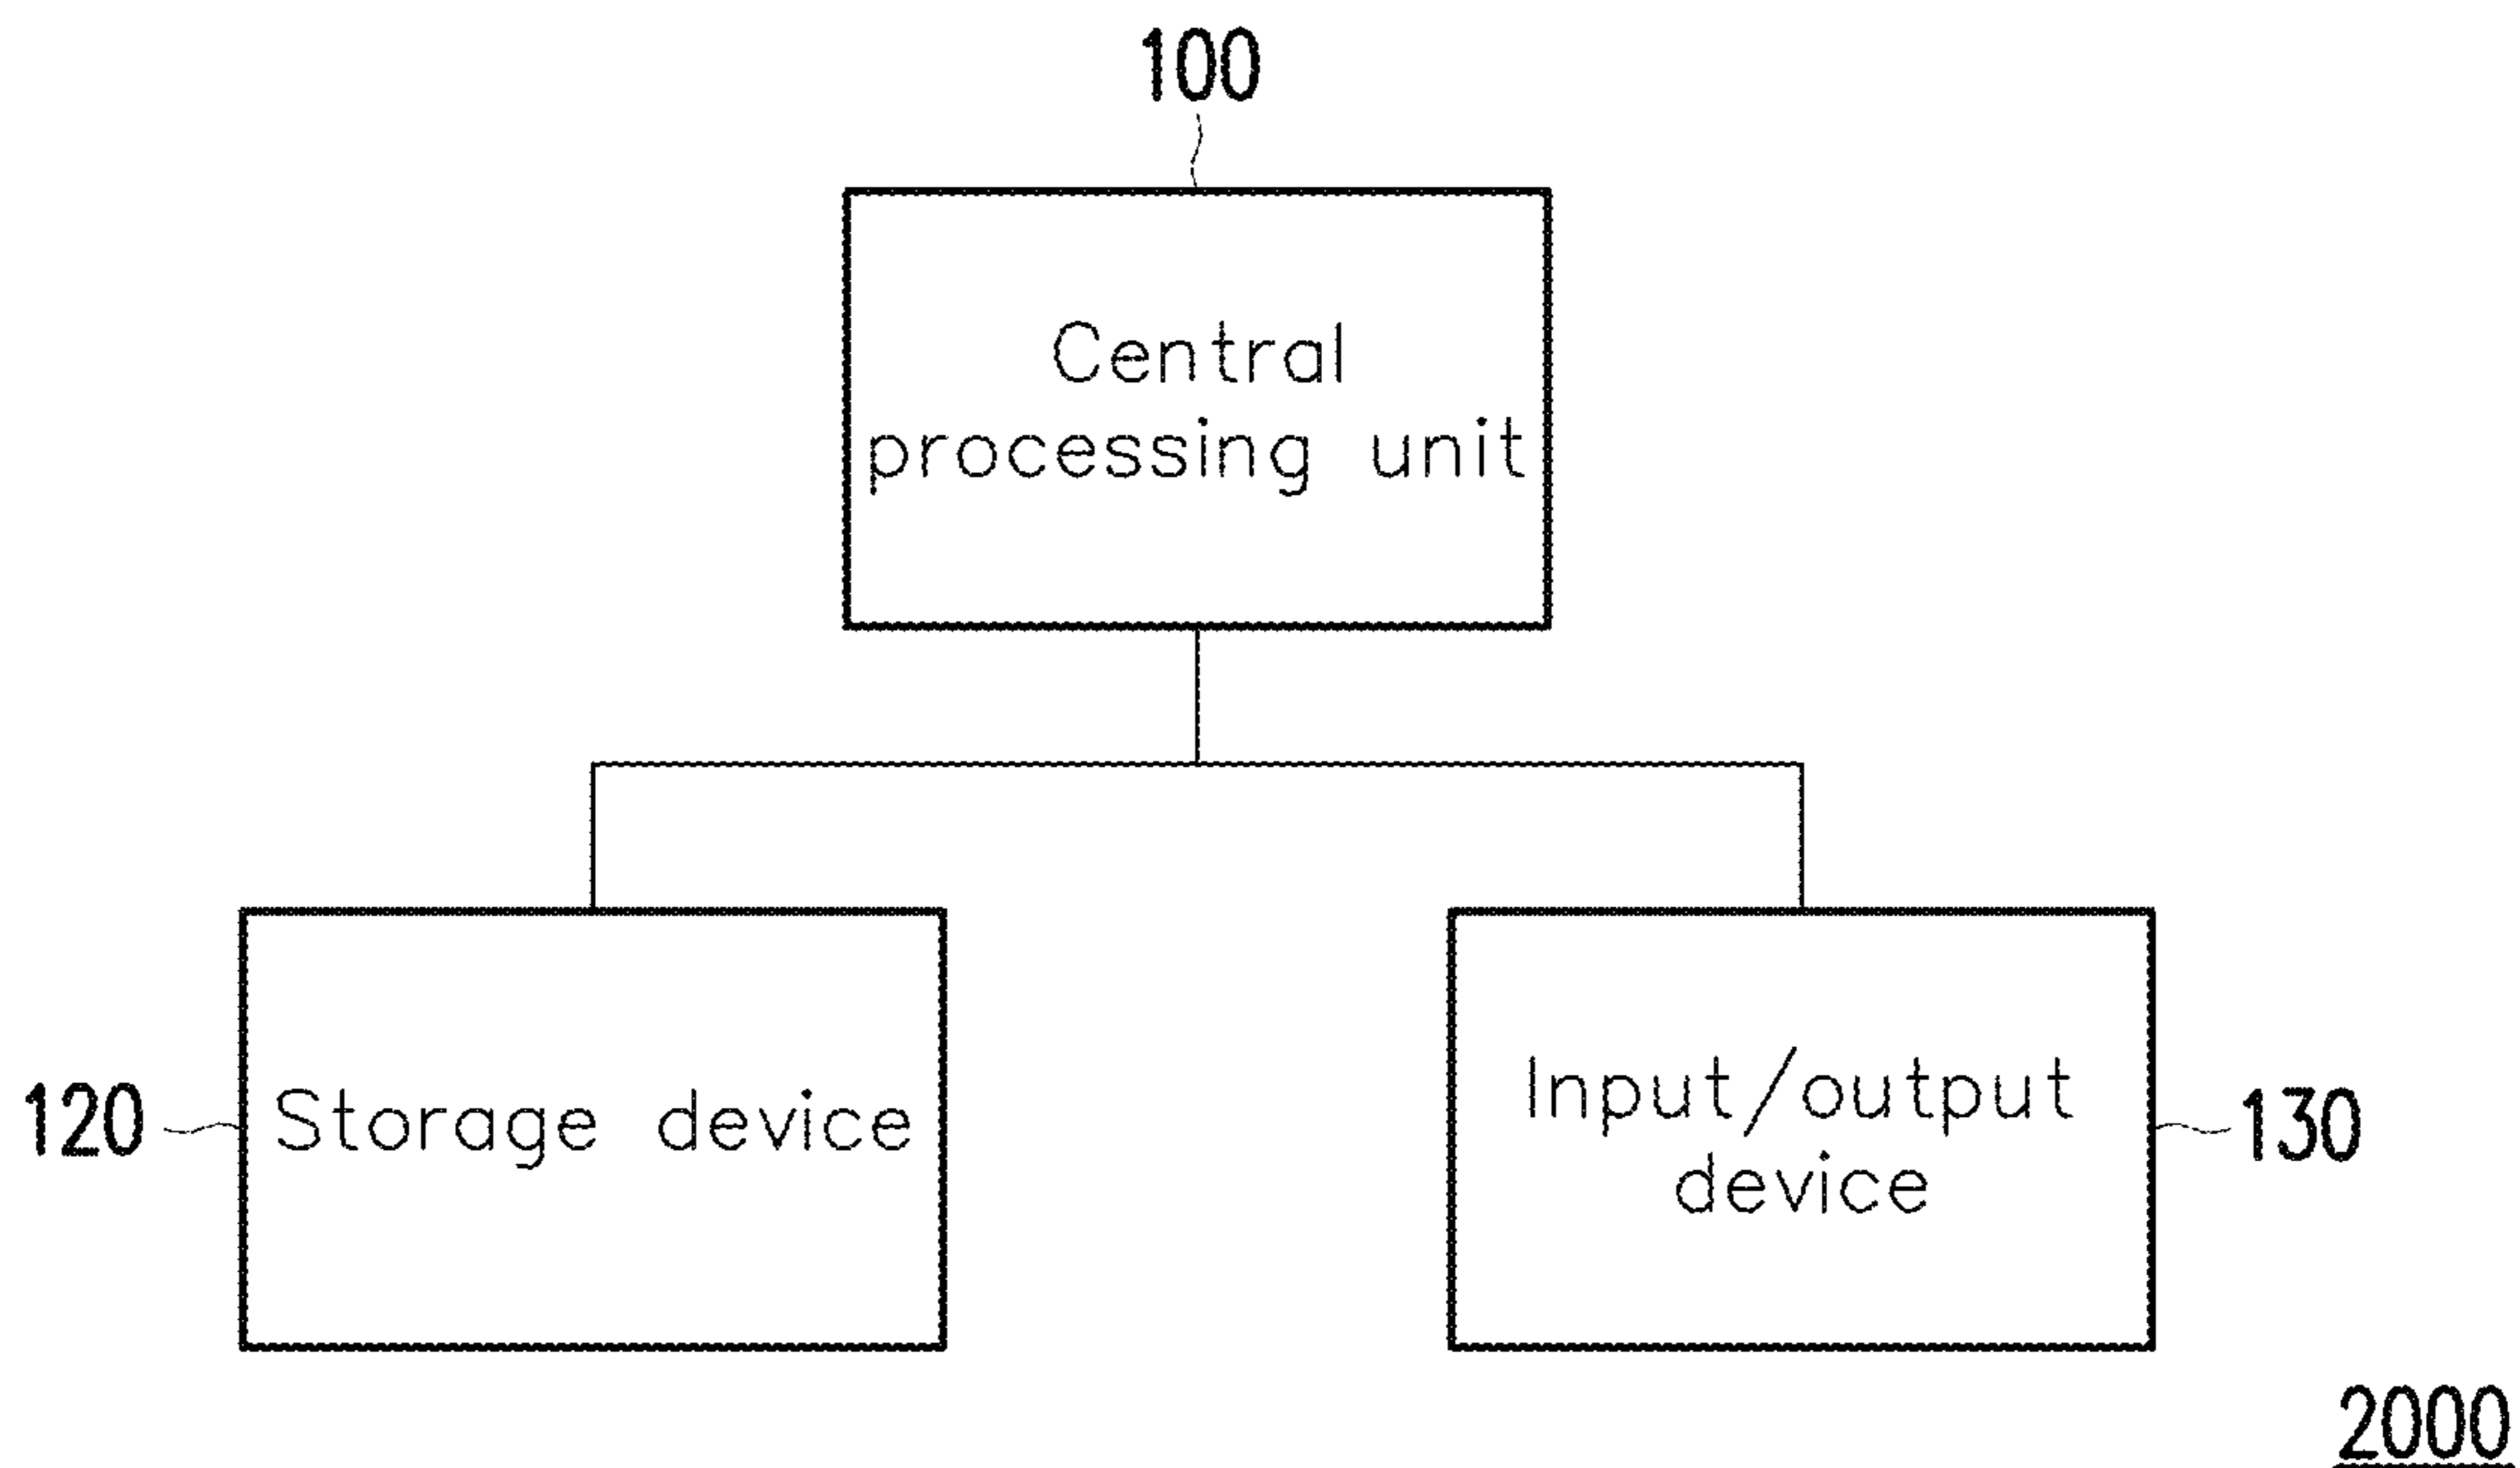 100
Central
processing unit
120
Storage device
Input/output
device
130
2000